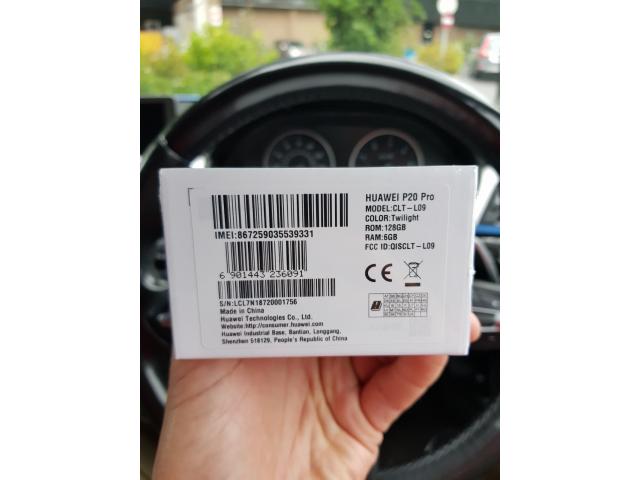 IMEI:867259035539331
6 901443 236091
S/N:LCL7N18720001756
Made in China
Huawei Technologies Co., Ltd.
Website:http://consumer.huawei.com
Huawei Industrial Base, Bantian, Longgang,
Shenzhen 518129, People's Republic of China
HUAWEI P20 Pro
MODEL:CLT-L09
COLOR:Twilight
ROM:128GB
RAM:6GB
FCC ID:QISCLT-L09
CE